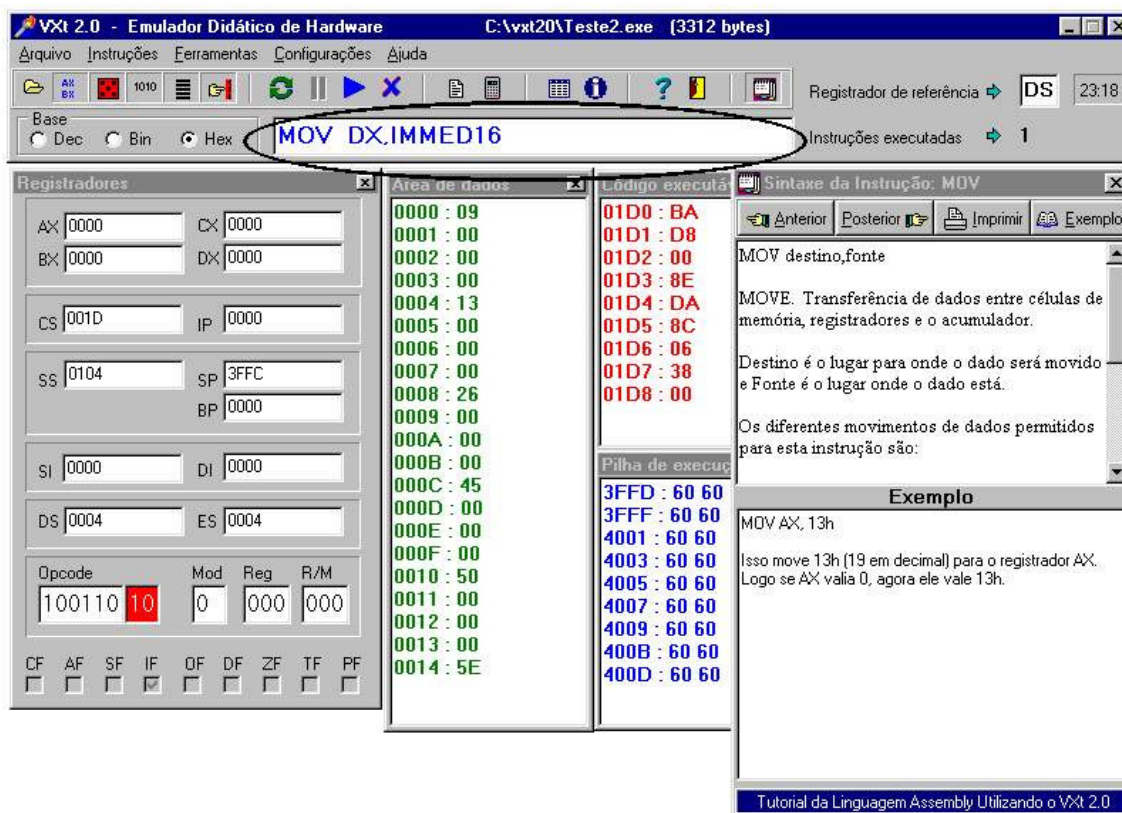 VXt 2.0 - Emulador Didático de Hardware C:\vxt20\Teste2.exe (3312 bytes)
Arquivo Instruções Ferramentas Configurações Ajuda
AX
BX
1010
Registrador de referência DS 23:18
Base
Dec Bin Hex
MOV DX,IMMED16
Instruções executadas 1
Registradores
AX 0000 CX 0000
BX 0000 DX 0000
CS 001D IP 0000
SS 0104 SP 3FFC
BP 0000
SI 0000 DI 0000
DS 0004 ES 0004
Opcode Mod Reg R/M
100110 10 0 000 000
CF AF SF IF OF DF ZF TF PF
Área de dados
0000 : 09
0001 : 00
0002 : 00
0003 : 00
0004 : 13
0005 : 00
0006 : 00
0007 : 00
0008 : 26
0009 : 00
000A : 00
000B : 00
000C : 45
000D : 00
000E : 00
000F : 00
0010 : 50
0011 : 00
0012 : 00
0013 : 00
0014 : 5E
Código executá
01D0 : BA
01D1 : D8
01D2 : 00
01D3 : 8E
01D4 : DA
01D5 : 8C
01D6 : 06
01D7 : 38
01D8 : 00
Pilha de execuç
3FFD : 60 60
3FFF : 60 60
4001 : 60 60
4003 : 60 60
4005 : 60 60
4007 : 60 60
4009 : 60 60
400B : 60 60
400D : 60 60
Sintaxe da Instrução: MOV
Anterior Posterior Imprimir Exemplo
MOV destino,fonte
MOVE. Transferência de dados entre células de
memória, registradores e o acumulador.
Destino é o lugar para onde o dado será movido
e Fonte é o lugar onde o dado está.
Os diferentes movimentos de dados permitidos
para esta instrução são:
Exemplo
MOV AX, 13h
Isso move 13h (19 em decimal) para o registrador AX.
Logo se AX valia 0, agora ele vale 13h.
Tutorial da Linguagem Assembly Utilizando o VXt 2.0